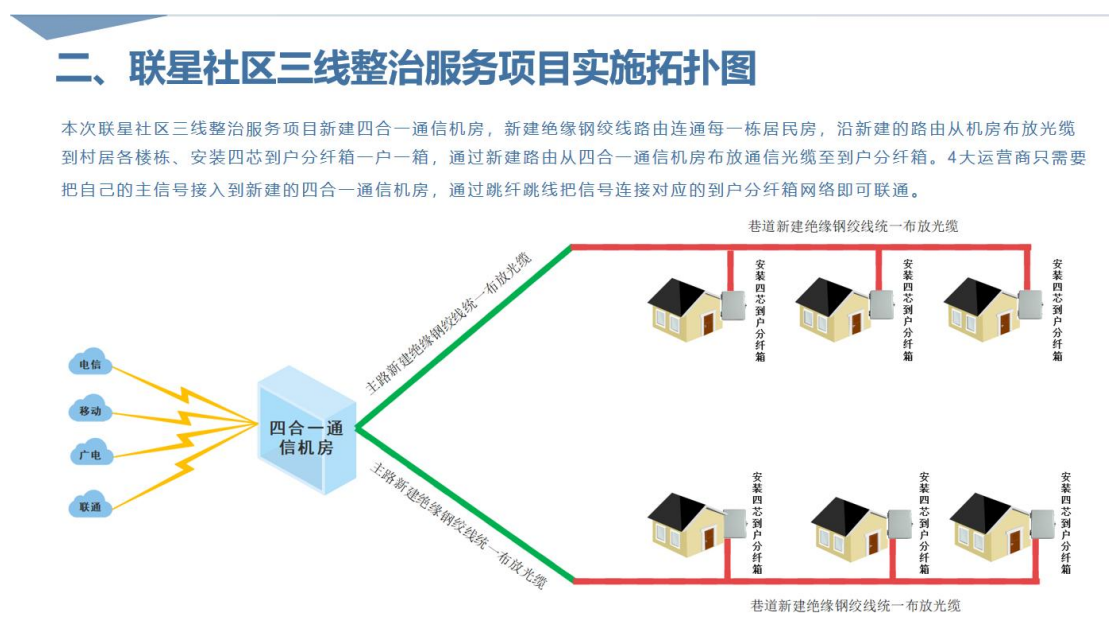 二、联星社区三线整治服务项目实施拓扑图
本次联星社区三线整治服务项目新建四合一通信机房，新建绝缘钢绞线路由连通每一栋居民房，沿新建的路由从机房布放光缆
到村居各楼栋、安装四芯到户分纤箱一户一箱，通过新建路由从四合一通信机房布放通信光缆至到户分纤箱。4大运营商只需要
把自己的主信号接入到新建的四合一通信机房，通过跳纤跳线把信号连接对应的到户分纤箱网络即可联通。
巷道新建绝缘钢绞线统一布放光缆
安装四芯到户分纤箱
安装四芯到户分纤箱
安装四芯到户分纤箱
主路新建绝缘钢绞线统一布放光缆
电信
移动
广电
联通
四合一通
信机房
主路新建绝缘钢绞线统一布放光缆
安装四芯到户分纤箱
安装四芯到户分纤箱
安装四芯到户分纤箱
巷道新建绝缘钢绞线统一布放光缆